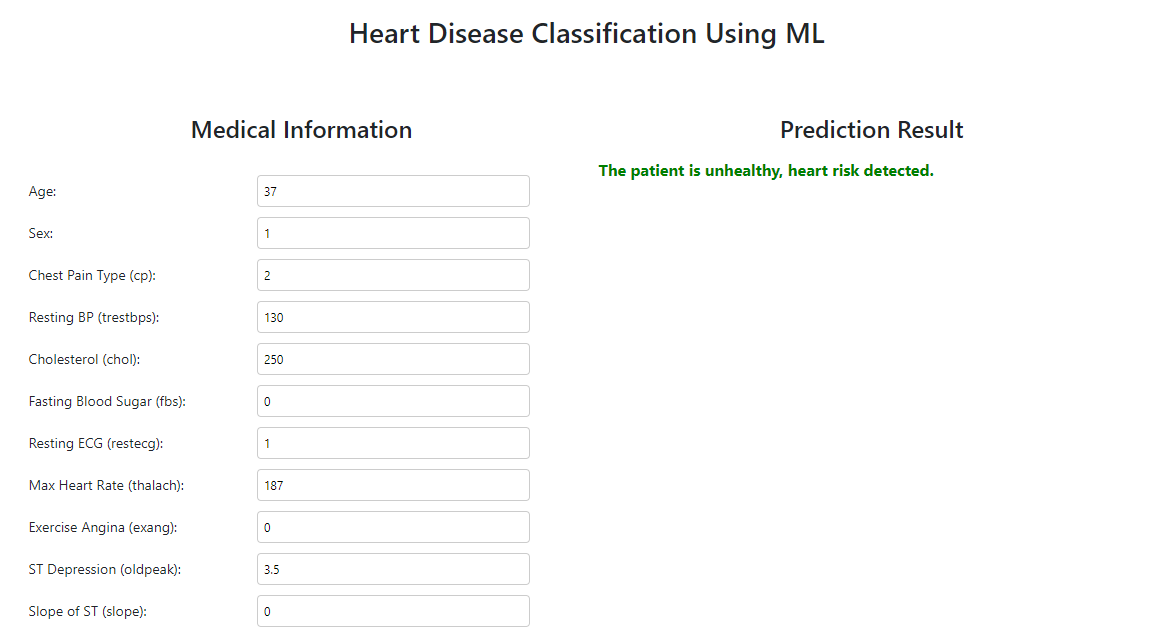 Heart Disease Classification Using ML
Medical Information
Age: 37
Sex: 1
Chest Pain Type (cp): 2
Resting BP (trestbps): 130
Cholesterol (chol): 250
Fasting Blood Sugar (fbs): 0
Resting ECG (restecg): 1
Max Heart Rate (thalach): 187
Exercise Angina (exang): 0
ST Depression (oldpeak): 3.5
Slope of ST (slope): 0
Prediction Result
The patient is unhealthy, heart risk detected.